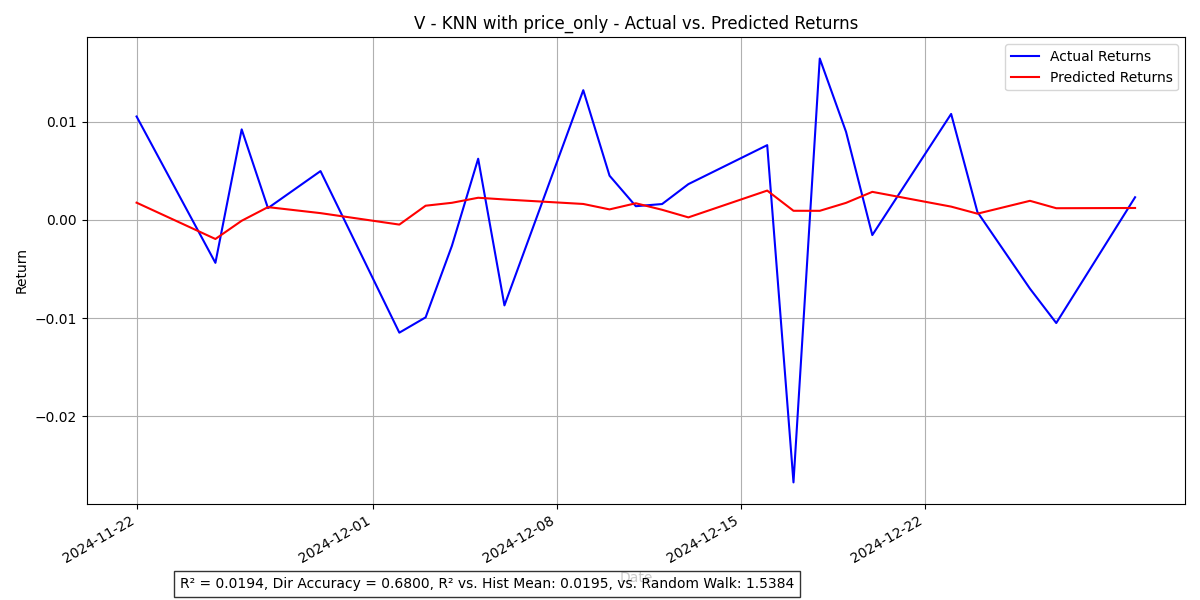 V - KNN with price_only - Actual vs. Predicted Returns
Actual Returns
Predicted Returns
Return
0.01
0.00
−0.01
−0.02
2024-11-22
2024-12-01
2024-12-08
2024-12-15
2024-12-22
Date
R² = 0.0194, Dir Accuracy = 0.6800, R² vs. Hist Mean: 0.0195, vs. Random Walk: 1.5384